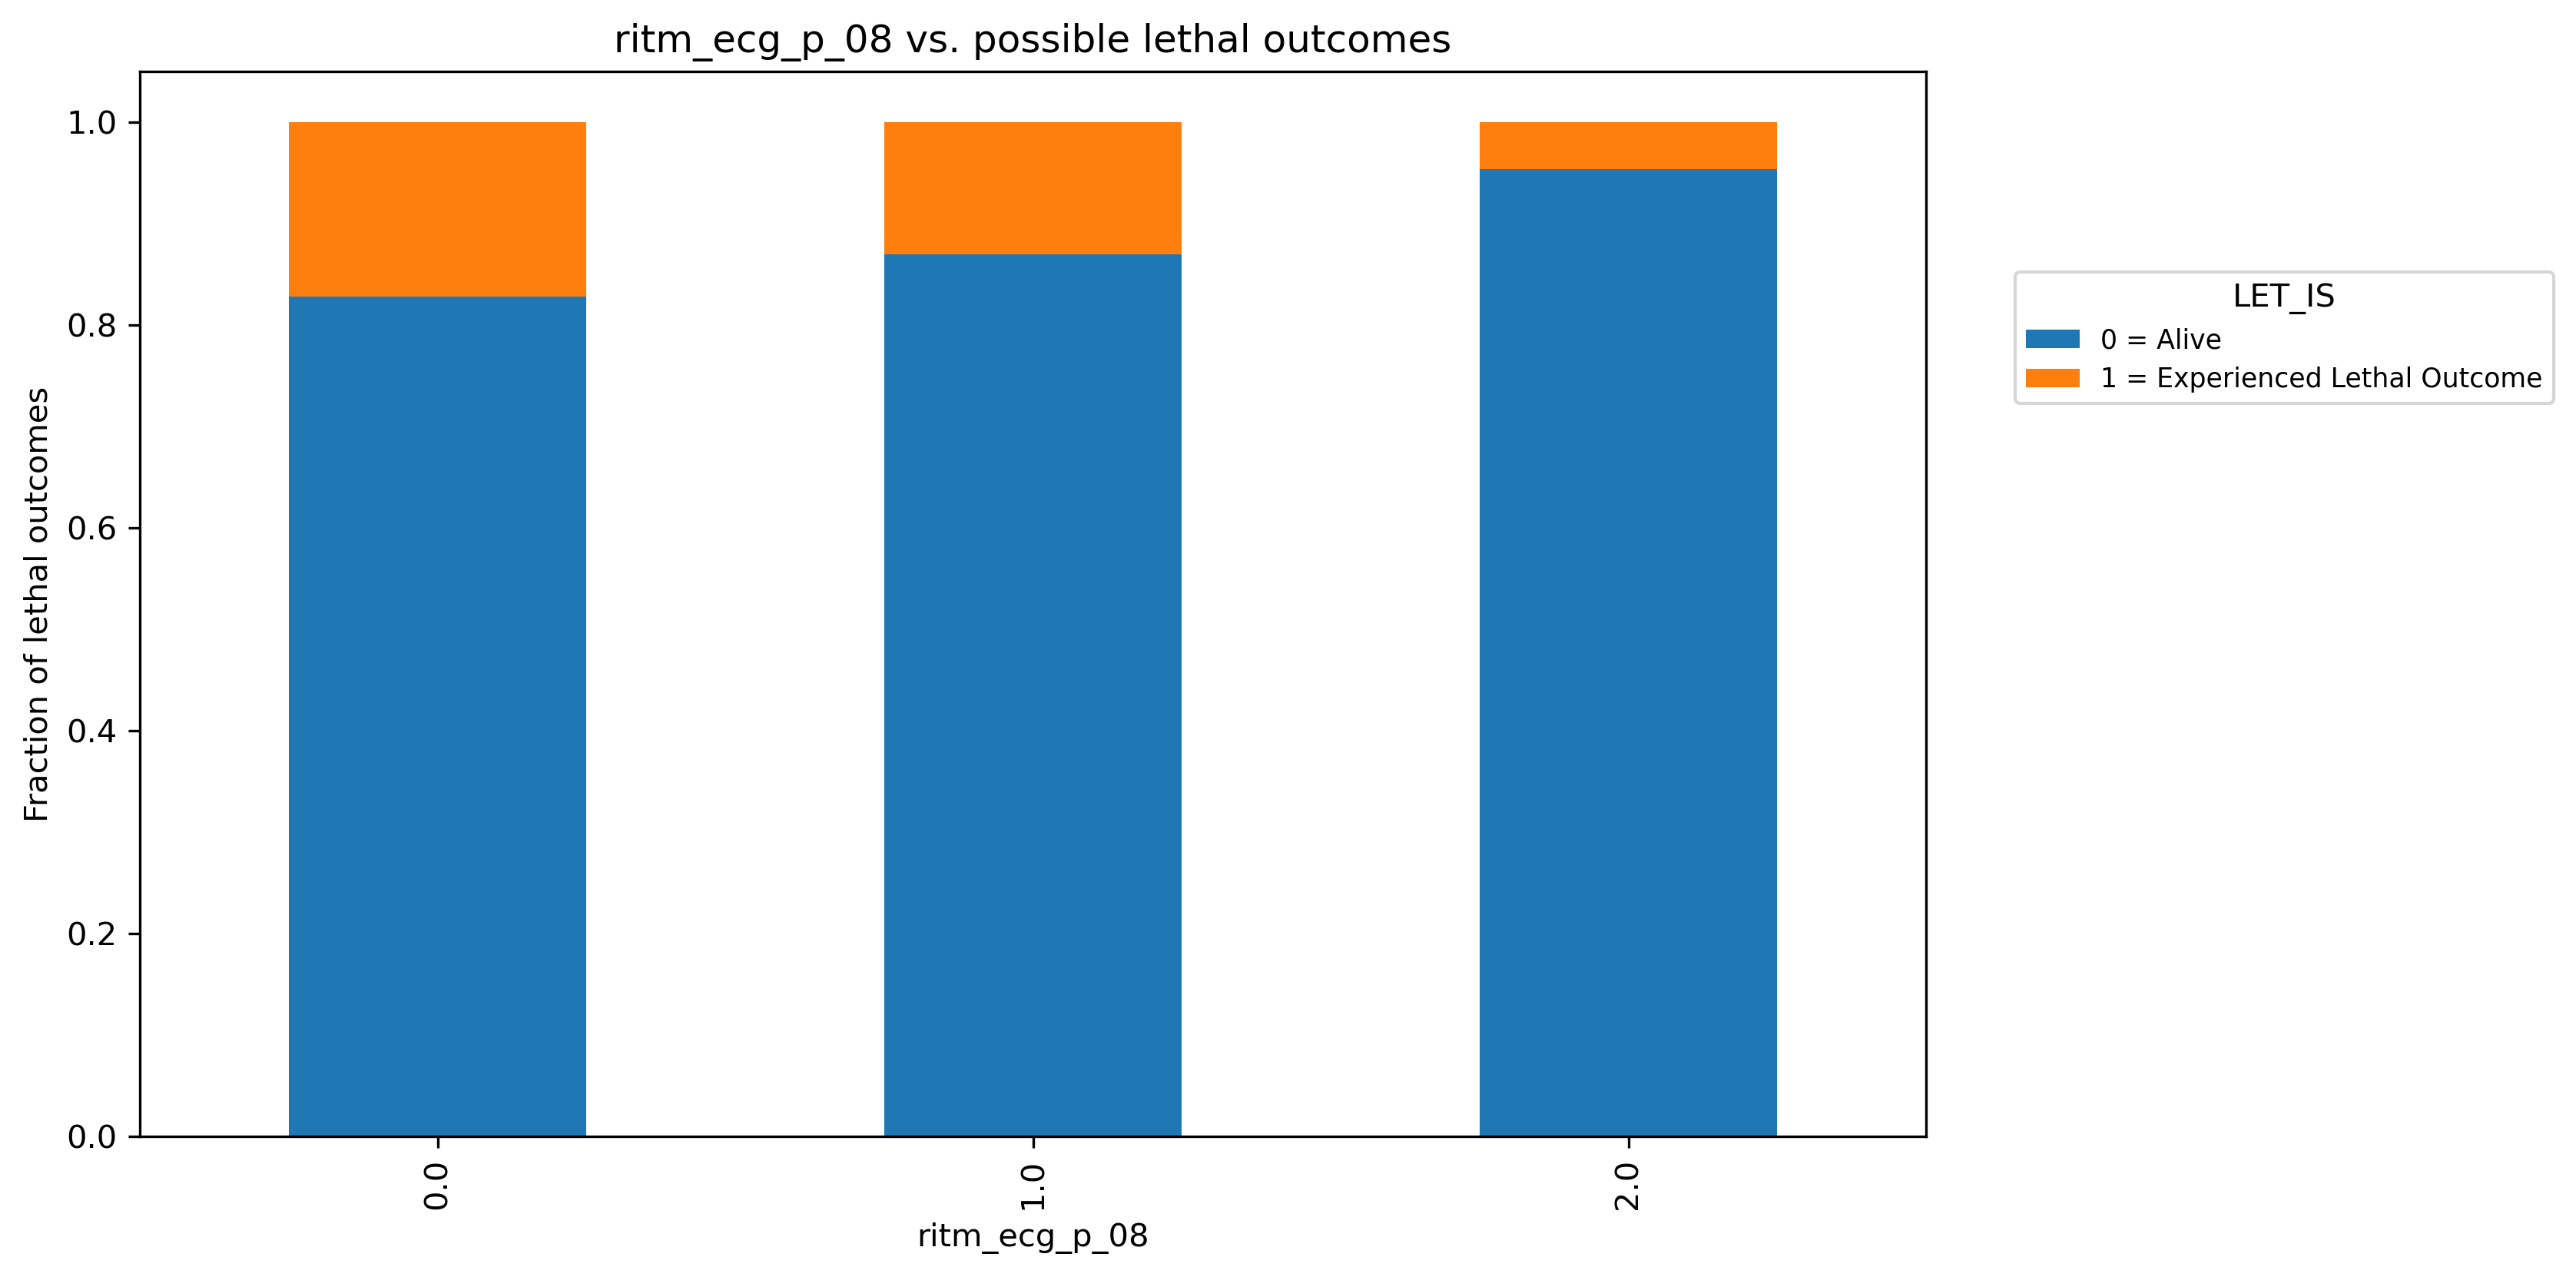 ritm_ecg_p_08 vs. possible lethal outcomes
Fraction of lethal outcomes
1.0
0.8
0.6
0.4
0.2
0.0
0.0
1.0
2.0
ritm_ecg_p_08
LET_IS
0 = Alive
1 = Experienced Lethal Outcome